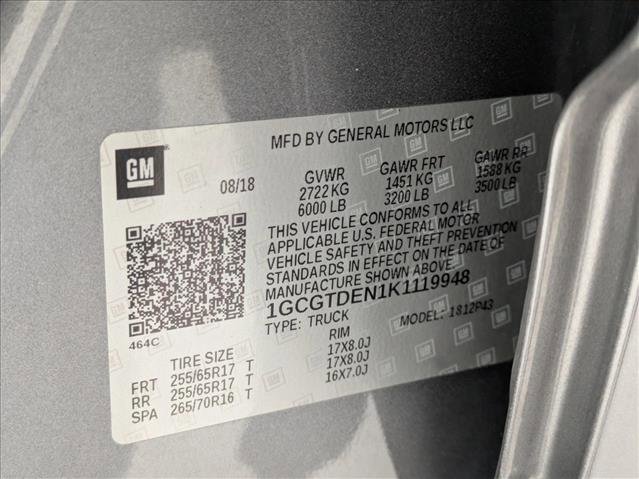 MFD BY GENERAL MOTORS LLC
GM
08/18
GVWR GAWR FRT GAWR RR
2722 KG 1451 KG 1588 KG
6000 LB 3200 LB 3500 LB
THIS VEHICLE CONFORMS TO ALL
APPLICABLE U.S. FEDERAL MOTOR
VEHICLE SAFETY AND THEFT PREVENTION
STANDARDS IN EFFECT ON THE DATE OF
MANUFACTURE SHOWN ABOVE.
1GCGTDEN1K1119948
TYPE: TRUCK MODEL: 1812P43
464C
TIRE SIZE RIM
FRT 255/65R17 T 17X8.0J
RR 255/65R17 T 17X8.0J
SPA 265/70R16 T 16X7.0J